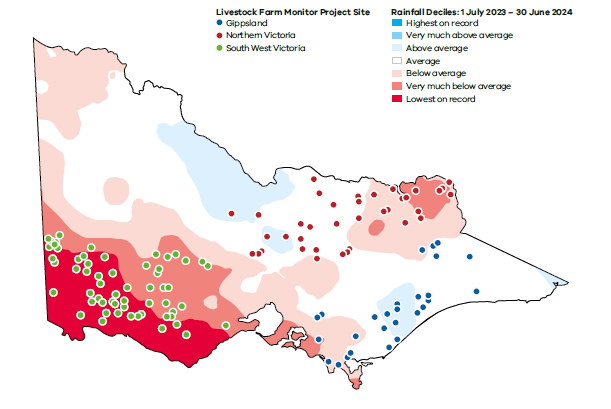 Livestock Farm Monitor Project Site
Gippsland
Northern Victoria
South West Victoria
Rainfall Deciles: 1 July 2023 – 30 June 2024
Highest on record
Very much above average
Above average
Average
Below average
Very much below average
Lowest on record